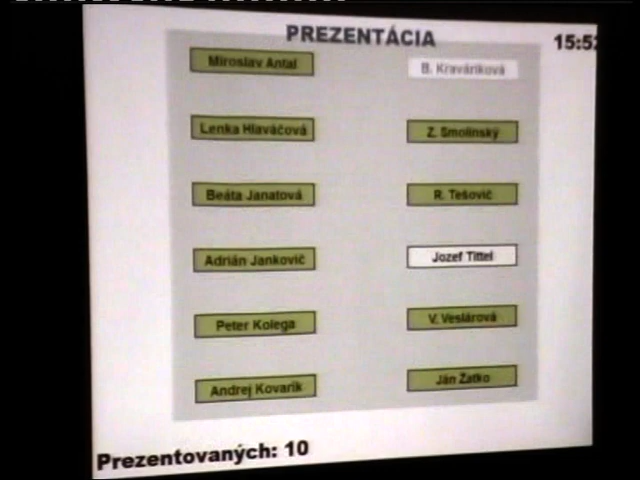 PREZENTÁCIA
15:52
Miroslav Antal
B. Kraváriková
Lenka Hlaváčová
Z. Smolinský
Beáta Janatová
R. Tešovič
Adrián Jankovič
Jozef Tittel
Peter Kolega
V. Veslárová
Andrej Kovarik
Ján Žatko
Prezentovaných: 10